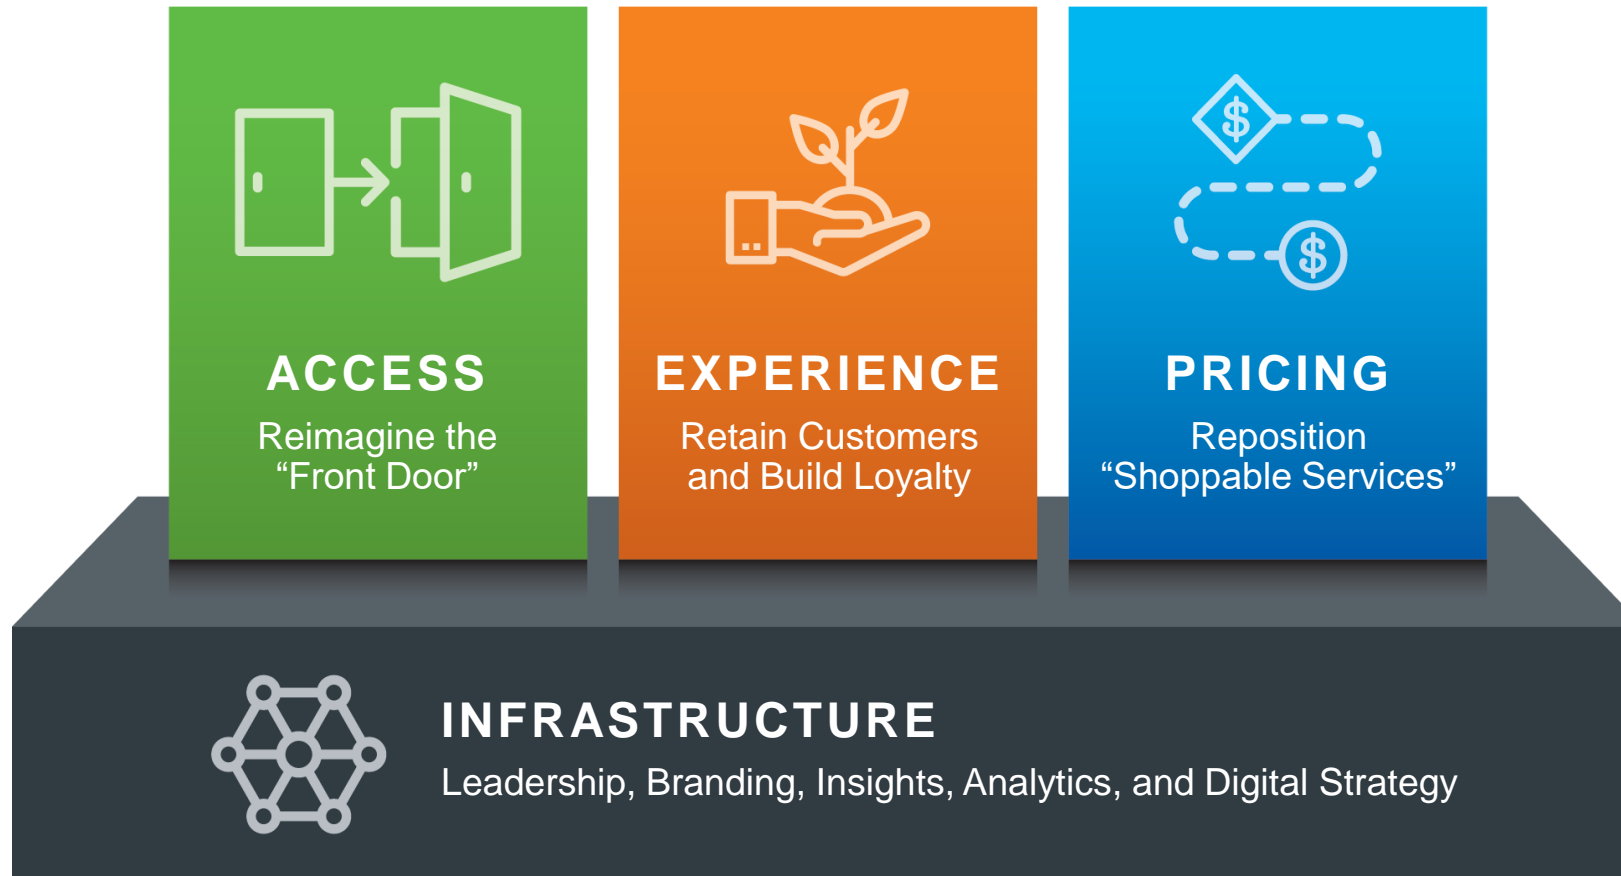 ACCESS
Reimagine the
“Front Door”
EXPERIENCE
Retain Customers
and Build Loyalty
PRICING
Reposition
“Shoppable Services”
INFRASTRUCTURE
Leadership, Branding, Insights, Analytics, and Digital Strategy
$
$